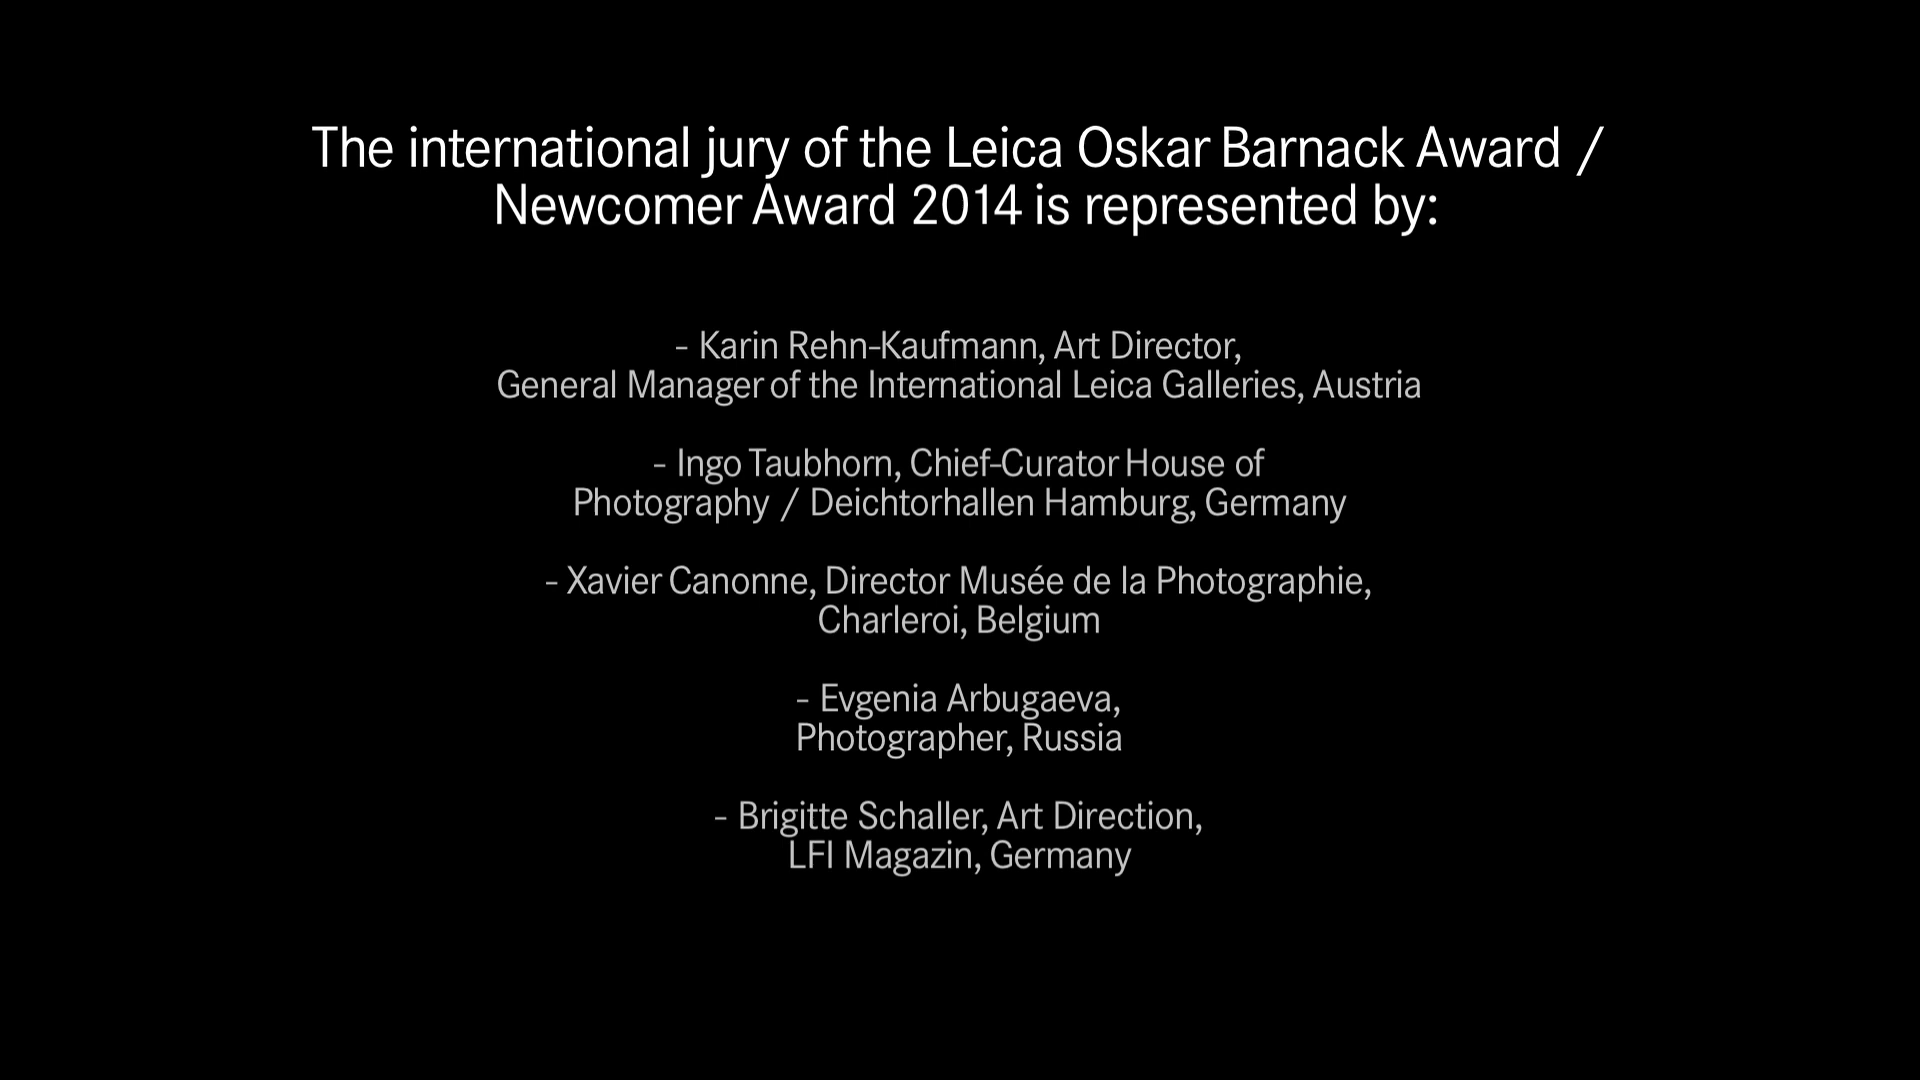 The international jury of the Leica Oskar Barnack Award /
Newcomer Award 2014 is represented by:
- Karin Rehn-Kaufmann, Art Director,
General Manager of the International Leica Galleries, Austria
- Ingo Taubhorn, Chief-Curator House of
Photography / Deichtorhallen Hamburg, Germany
- Xavier Canonne, Director Musée de la Photographie,
Charleroi, Belgium
- Evgenia Arbugaeva,
Photographer, Russia
- Brigitte Schaller, Art Direction,
LFI Magazin, Germany